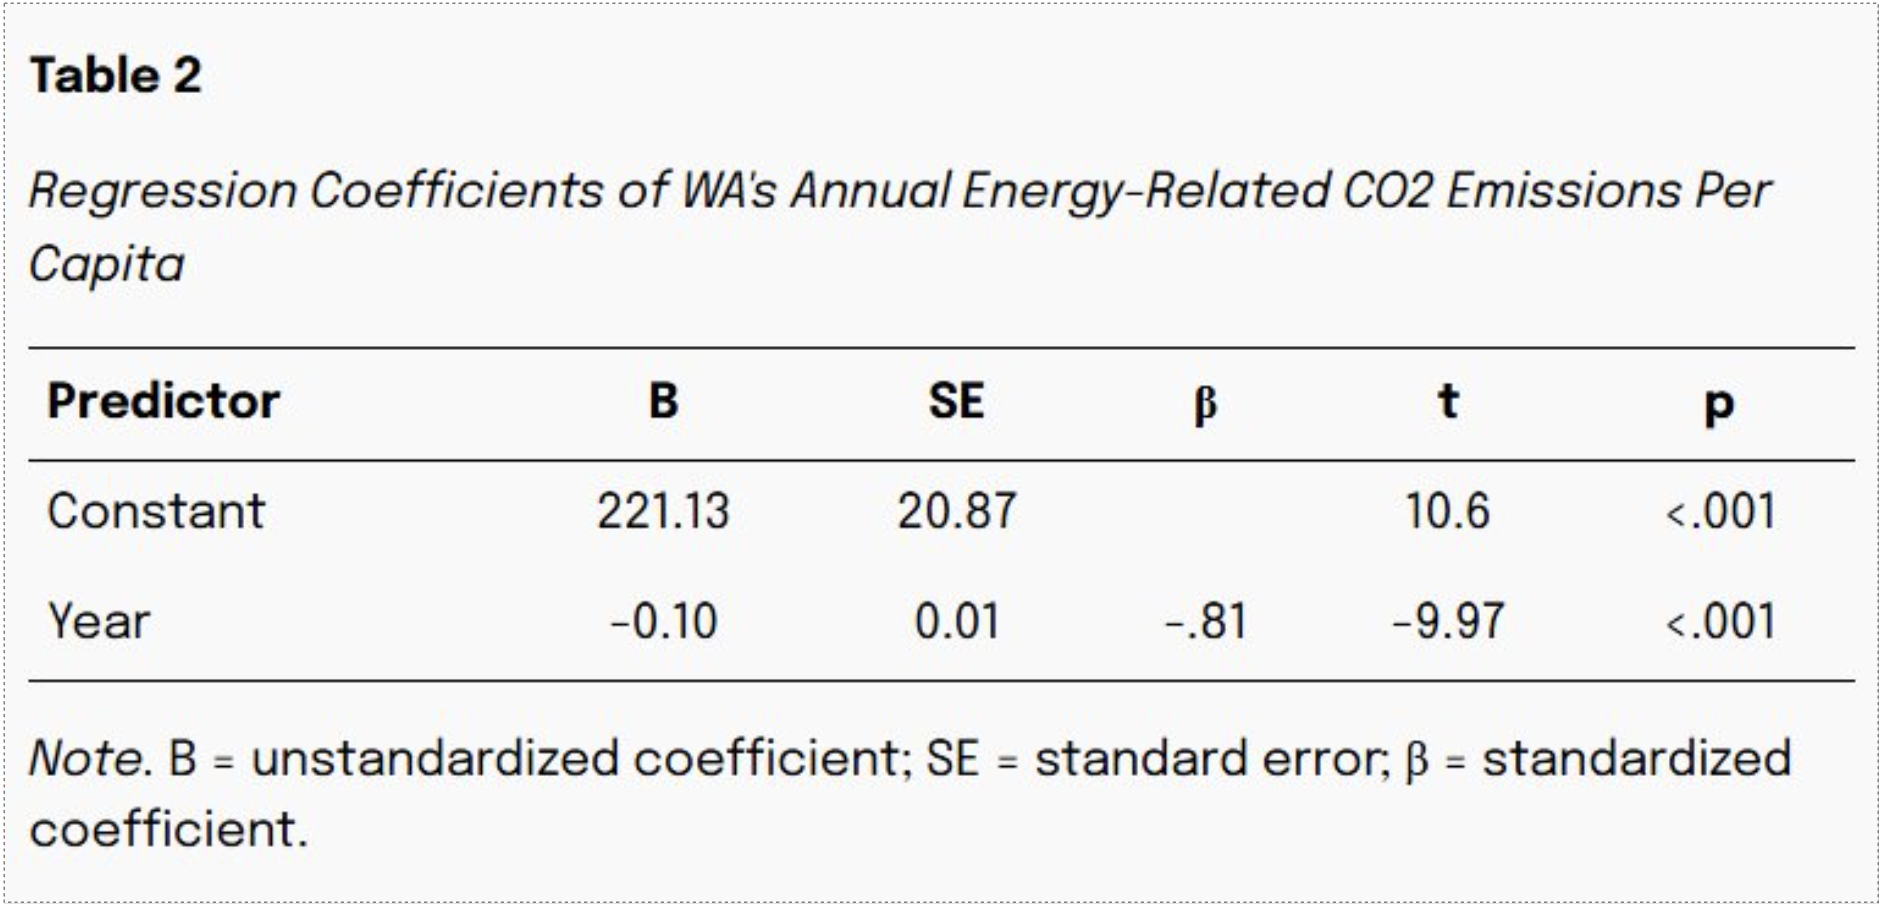 Table 2
Regression Coefficients of WA's Annual Energy-Related CO2 Emissions Per
Capita
Predictor B SE β t p
Constant 221.13 20.87 10.6 <.001
Year -0.10 0.01 -.81 -9.97 <.001
Note. B = unstandardized coefficient; SE = standard error; β = standardized
coefficient.